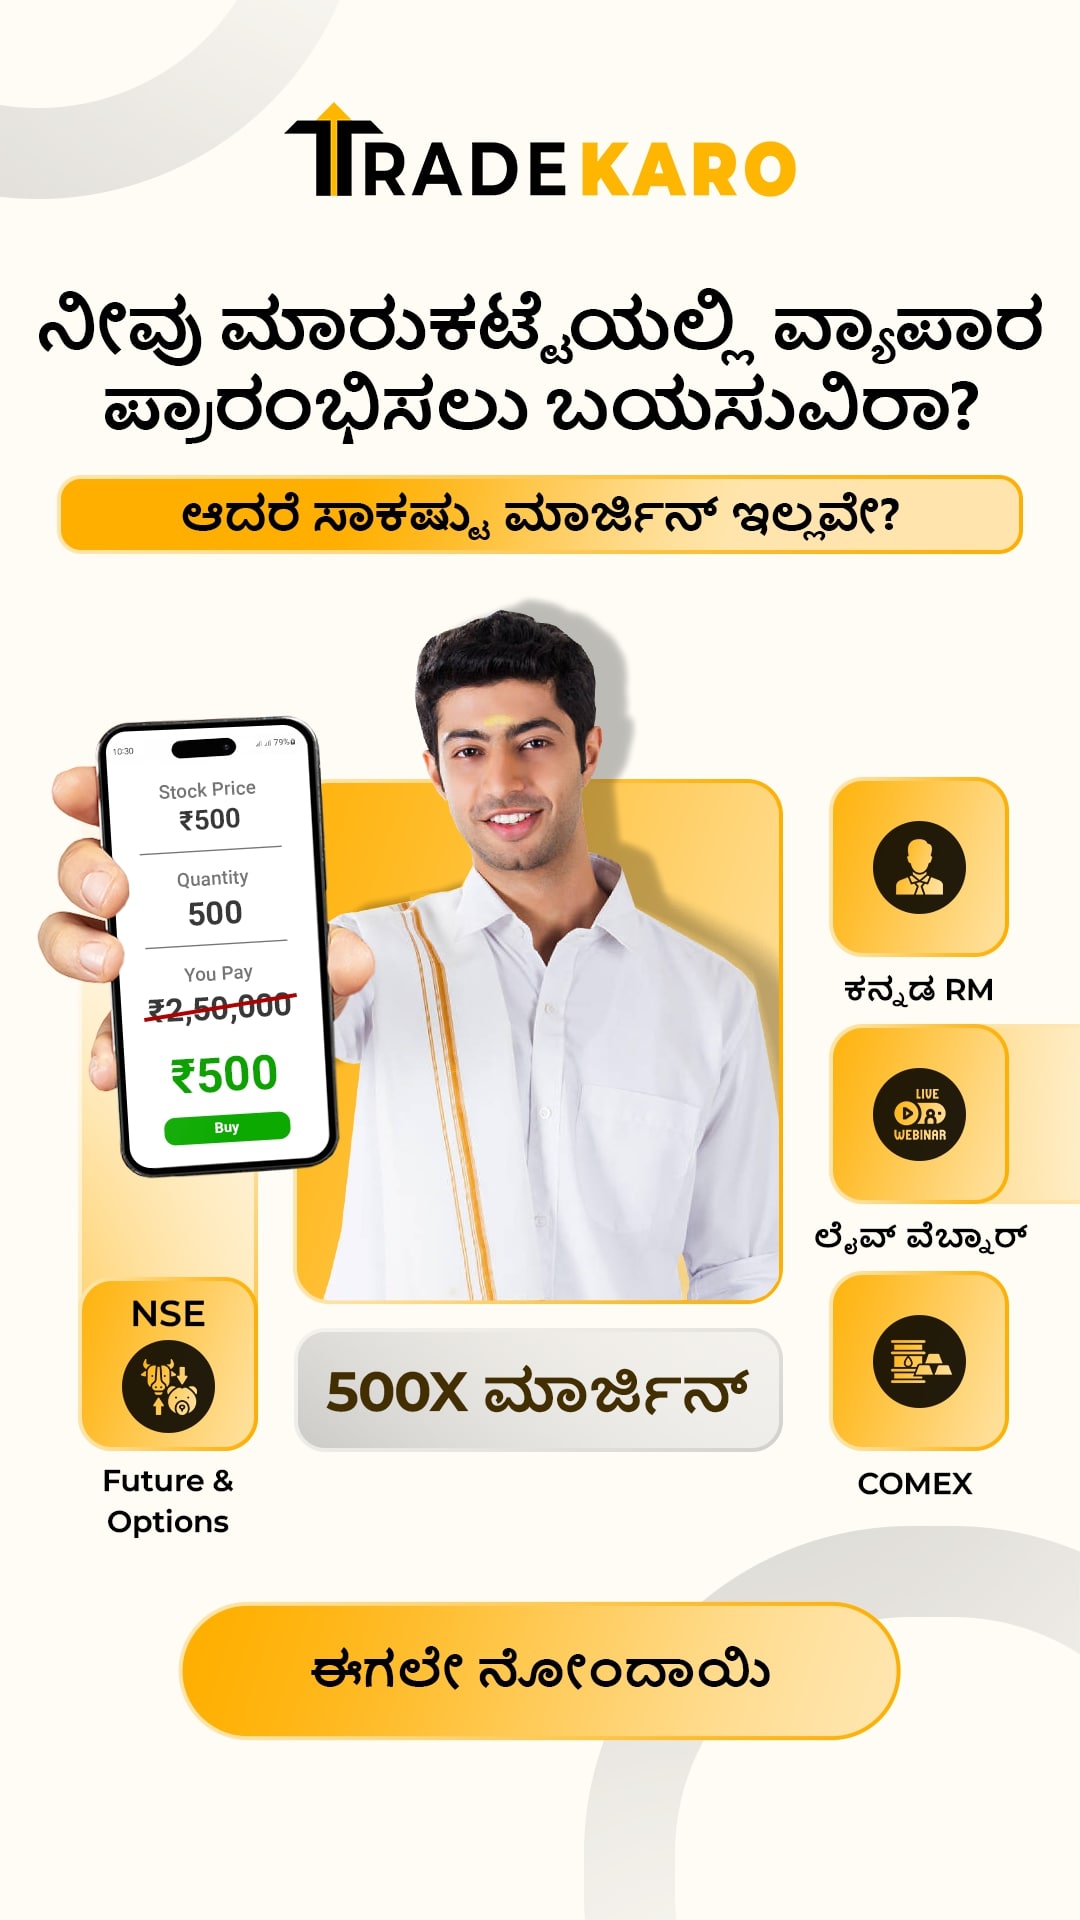 TRADE KARO
ನೀವು ಮಾರುಕಟ್ಟೆಯಲ್ಲಿ ವ್ಯಾಪಾರ
ಪ್ರಾರಂಭಿಸಲು ಬಯಸುವಿರಾ?
ಆದರೆ ಸಾಕಷ್ಟು ಮಾರ್ಜಿನ್ ಇಲ್ಲವೇ?
10:30
79%
Stock Price
₹500
Quantity
500
You Pay
₹2,50,000
₹500
Buy
ಕನ್ನಡ RM
LIVE
WEBINAR
ಲೈವ್ ವೆಬ್ನಾರ್
NSE
Future &
Options
500X ಮಾರ್ಜಿನ್
COMEX
ಈಗಲೇ ನೋಂದಾಯಿ